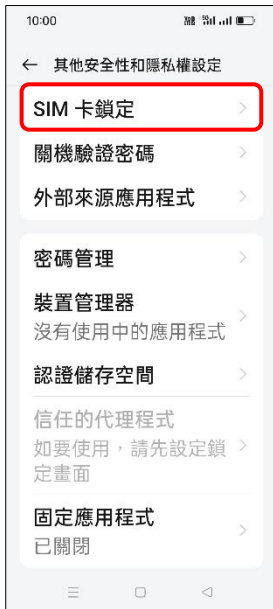 10:00
其他安全性和隱私權設定
SIM 卡鎖定
關機驗證密碼
外部來源應用程式
密碼管理
裝置管理器
沒有使用中的應用程式
認證儲存空間
信任的代理程式
如要使用，請先設定鎖
定畫面
固定應用程式
已關閉